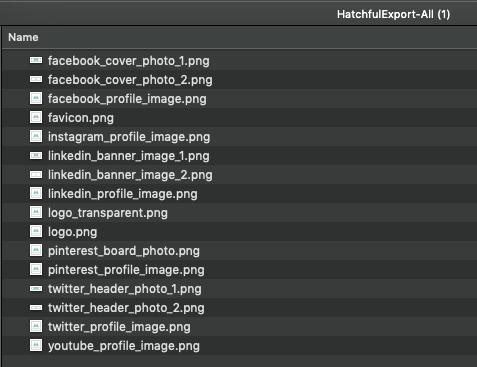 HatchfulExport-All (1)
Name
facebook_cover_photo_1.png
facebook_cover_photo_2.png
facebook_profile_image.png
favicon.png
instagram_profile_image.png
linkedin_banner_image_1.png
linkedin_banner_image_2.png
linkedin_profile_image.png
logo_transparent.png
logo.png
pinterest_board_photo.png
pinterest_profile_image.png
twitter_header_photo_1.png
twitter_header_photo_2.png
twitter_profile_image.png
youtube_profile_image.png